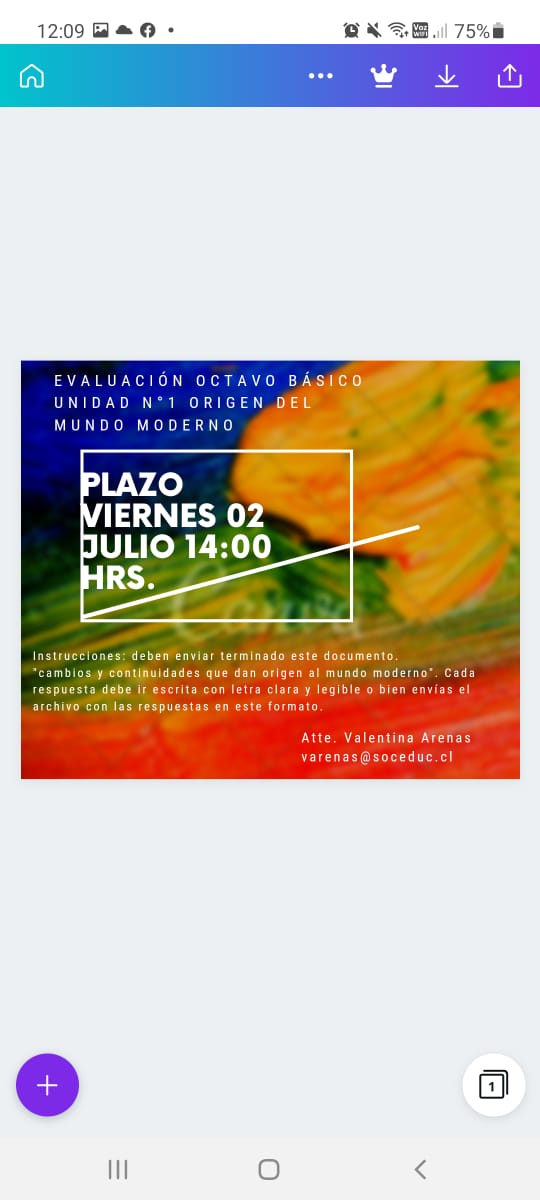 12:09
Voz
WiFi
75%
EVALUACIÓN OCTAVO BÁSICO
UNIDAD N°1 ORIGEN DEL
MUNDO MODERNO
PLAZO
VIERNES 02
JULIO 14:00
HRS.
Canva
Instrucciones: deben enviar terminado este documento.
"cambios y continuidades que dan origen al mundo moderno". Cada
respuesta debe ir escrita con letra clara y legible o bien envías el
archivo con las respuestas en este formato.
Atte. Valentina Arenas
varenas@soceduc.cl
1